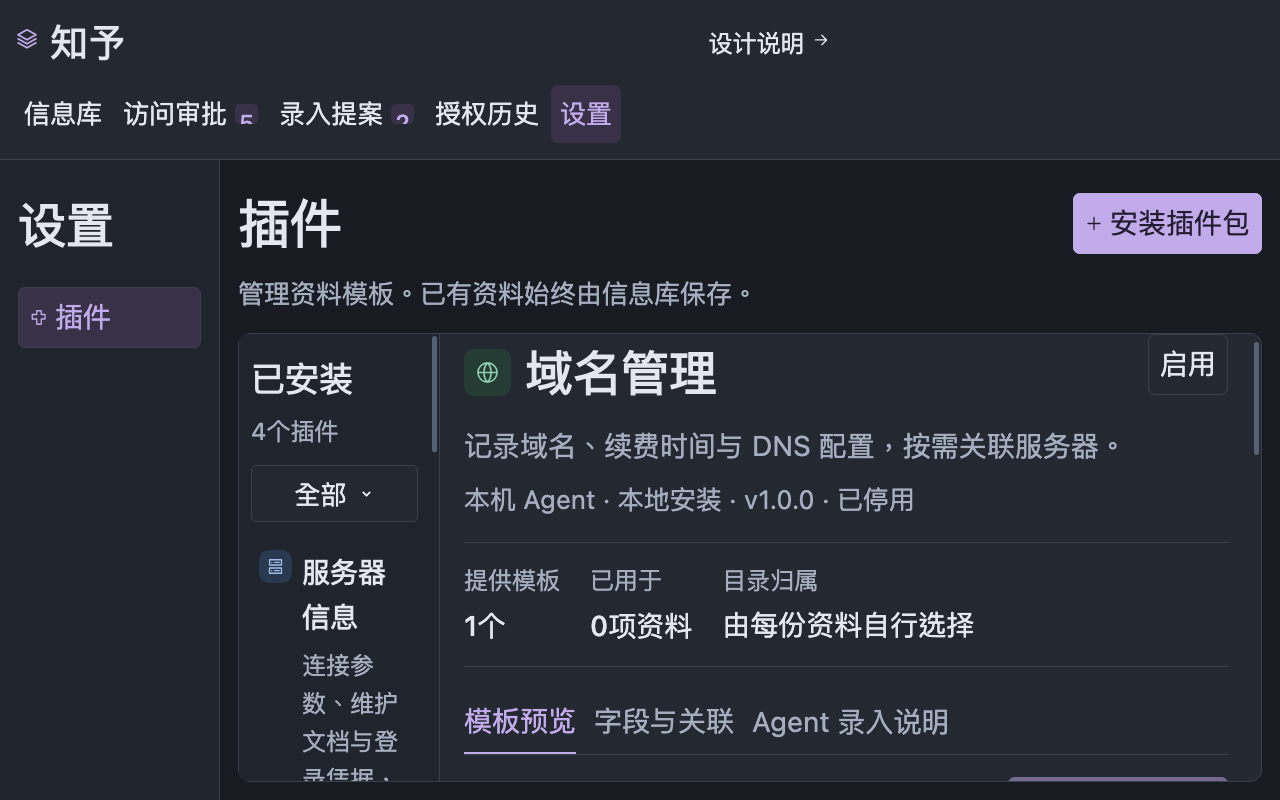 知予
设计说明 →
信息库 访问审批 5 录入提案 2 授权历史 设置
设置
插件
插件
+ 安装插件包
管理资料模板。已有资料始终由信息库保存。
已安装
4个插件
全部
服务器
信息
连接参
数、维护
文档与登
录凭据，
域名管理
启用
记录域名、续费时间与 DNS 配置，按需关联服务器。
本机 Agent · 本地安装 · v1.0.0 · 已停用
提供模板 已用于 目录归属
1个 0项资料 由每份资料自行选择
模板预览 字段与关联 Agent 录入说明